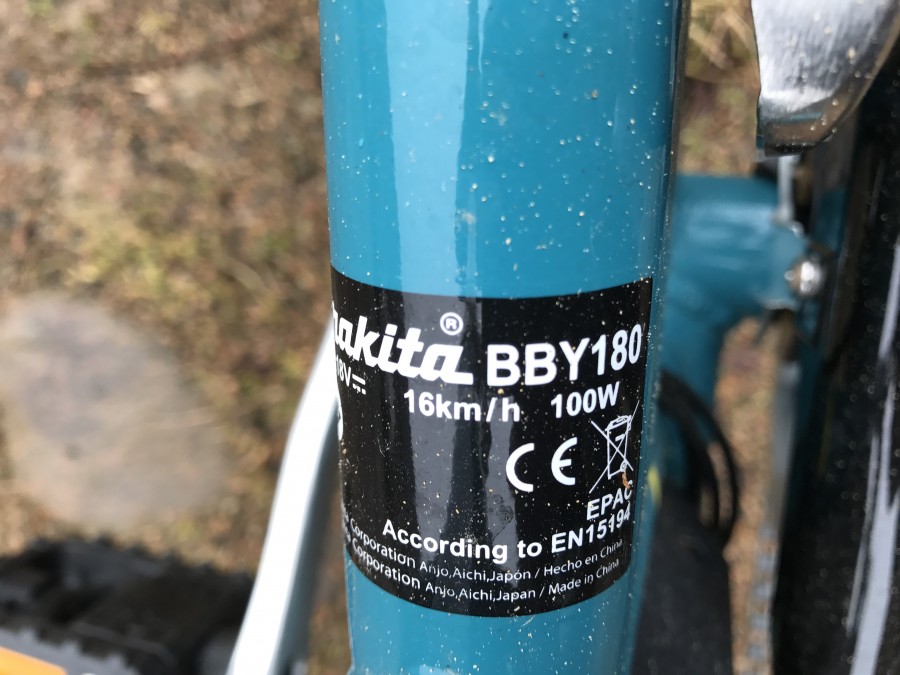 makita® BBY180
18V⎓
16km/h 100W
CE
EPAC
According to EN15194
Corporation Anjo,Aichi,Japón / Hecho en China
Corporation Anjo,Aichi,Japan / Made in China